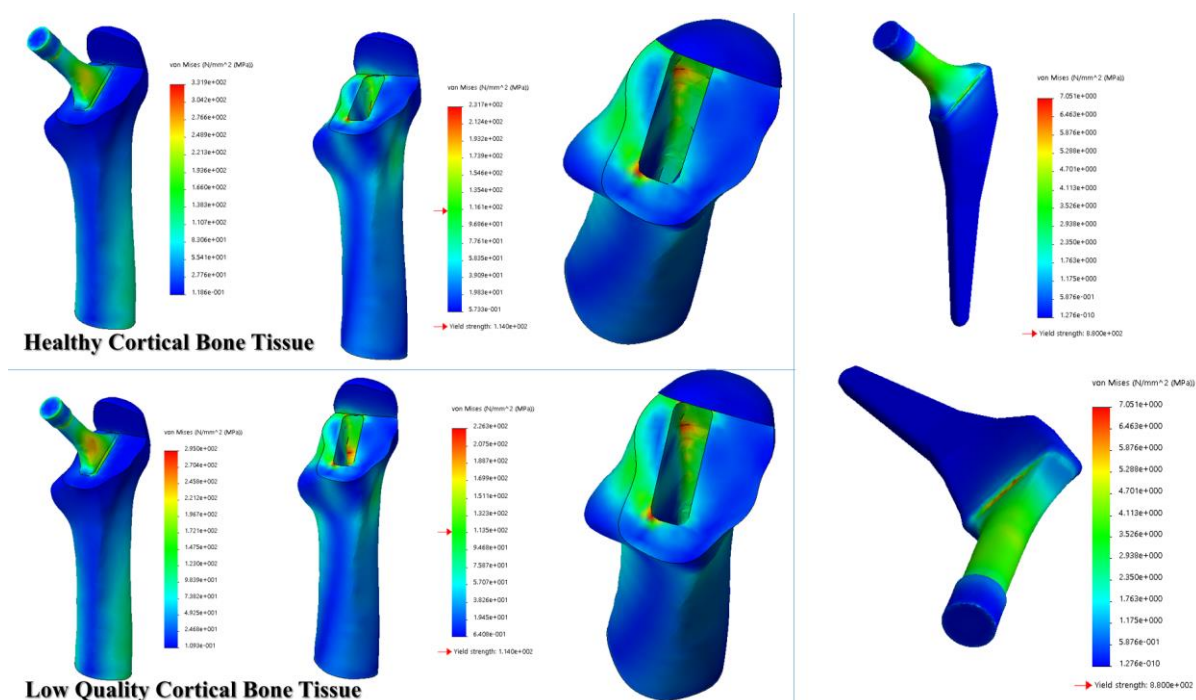 von Mises (N/mm^2 (MPa))
3.319e+002
3.042e+002
2.766e+002
2.489e+002
2.213e+002
1.936e+002
1.660e+002
1.383e+002
1.107e+002
8.306e+001
5.541e+001
2.776e+001
1.186e-001
von Mises (N/mm^2 (MPa))
2.317e+002
2.124e+002
1.932e+002
1.739e+002
1.546e+002
1.354e+002
1.161e+002
9.686e+001
7.761e+001
5.835e+001
3.909e+001
1.983e+001
5.733e-001
Yield strength: 1.140e+002
Healthy Cortical Bone Tissue
von Mises (N/mm^2 (MPa))
7.051e+000
6.463e+000
5.876e+000
5.288e+000
4.701e+000
4.113e+000
3.526e+000
2.938e+000
2.350e+000
1.763e+000
1.175e+000
5.876e-001
1.276e-010
Yield strength: 8.800e+002
von Mises (N/mm^2 (MPa))
2.950e+002
2.704e+002
2.458e+002
2.212e+002
1.967e+002
1.721e+002
1.475e+002
1.230e+002
9.839e+001
7.382e+001
4.925e+001
2.468e+001
1.093e-001
von Mises (N/mm^2 (MPa))
2.263e+002
2.075e+002
1.887e+002
1.699e+002
1.511e+002
1.323e+002
1.135e+002
9.468e+001
7.587e+001
5.707e+001
3.826e+001
1.945e+001
6.408e-001
Yield strength: 1.140e+002
Low Quality Cortical Bone Tissue
von Mises (N/mm^2 (MPa))
7.051e+000
6.463e+000
5.876e+000
5.288e+000
4.701e+000
4.113e+000
3.526e+000
2.938e+000
2.350e+000
1.763e+000
1.175e+000
5.876e-001
1.276e-010
Yield strength: 8.800e+002